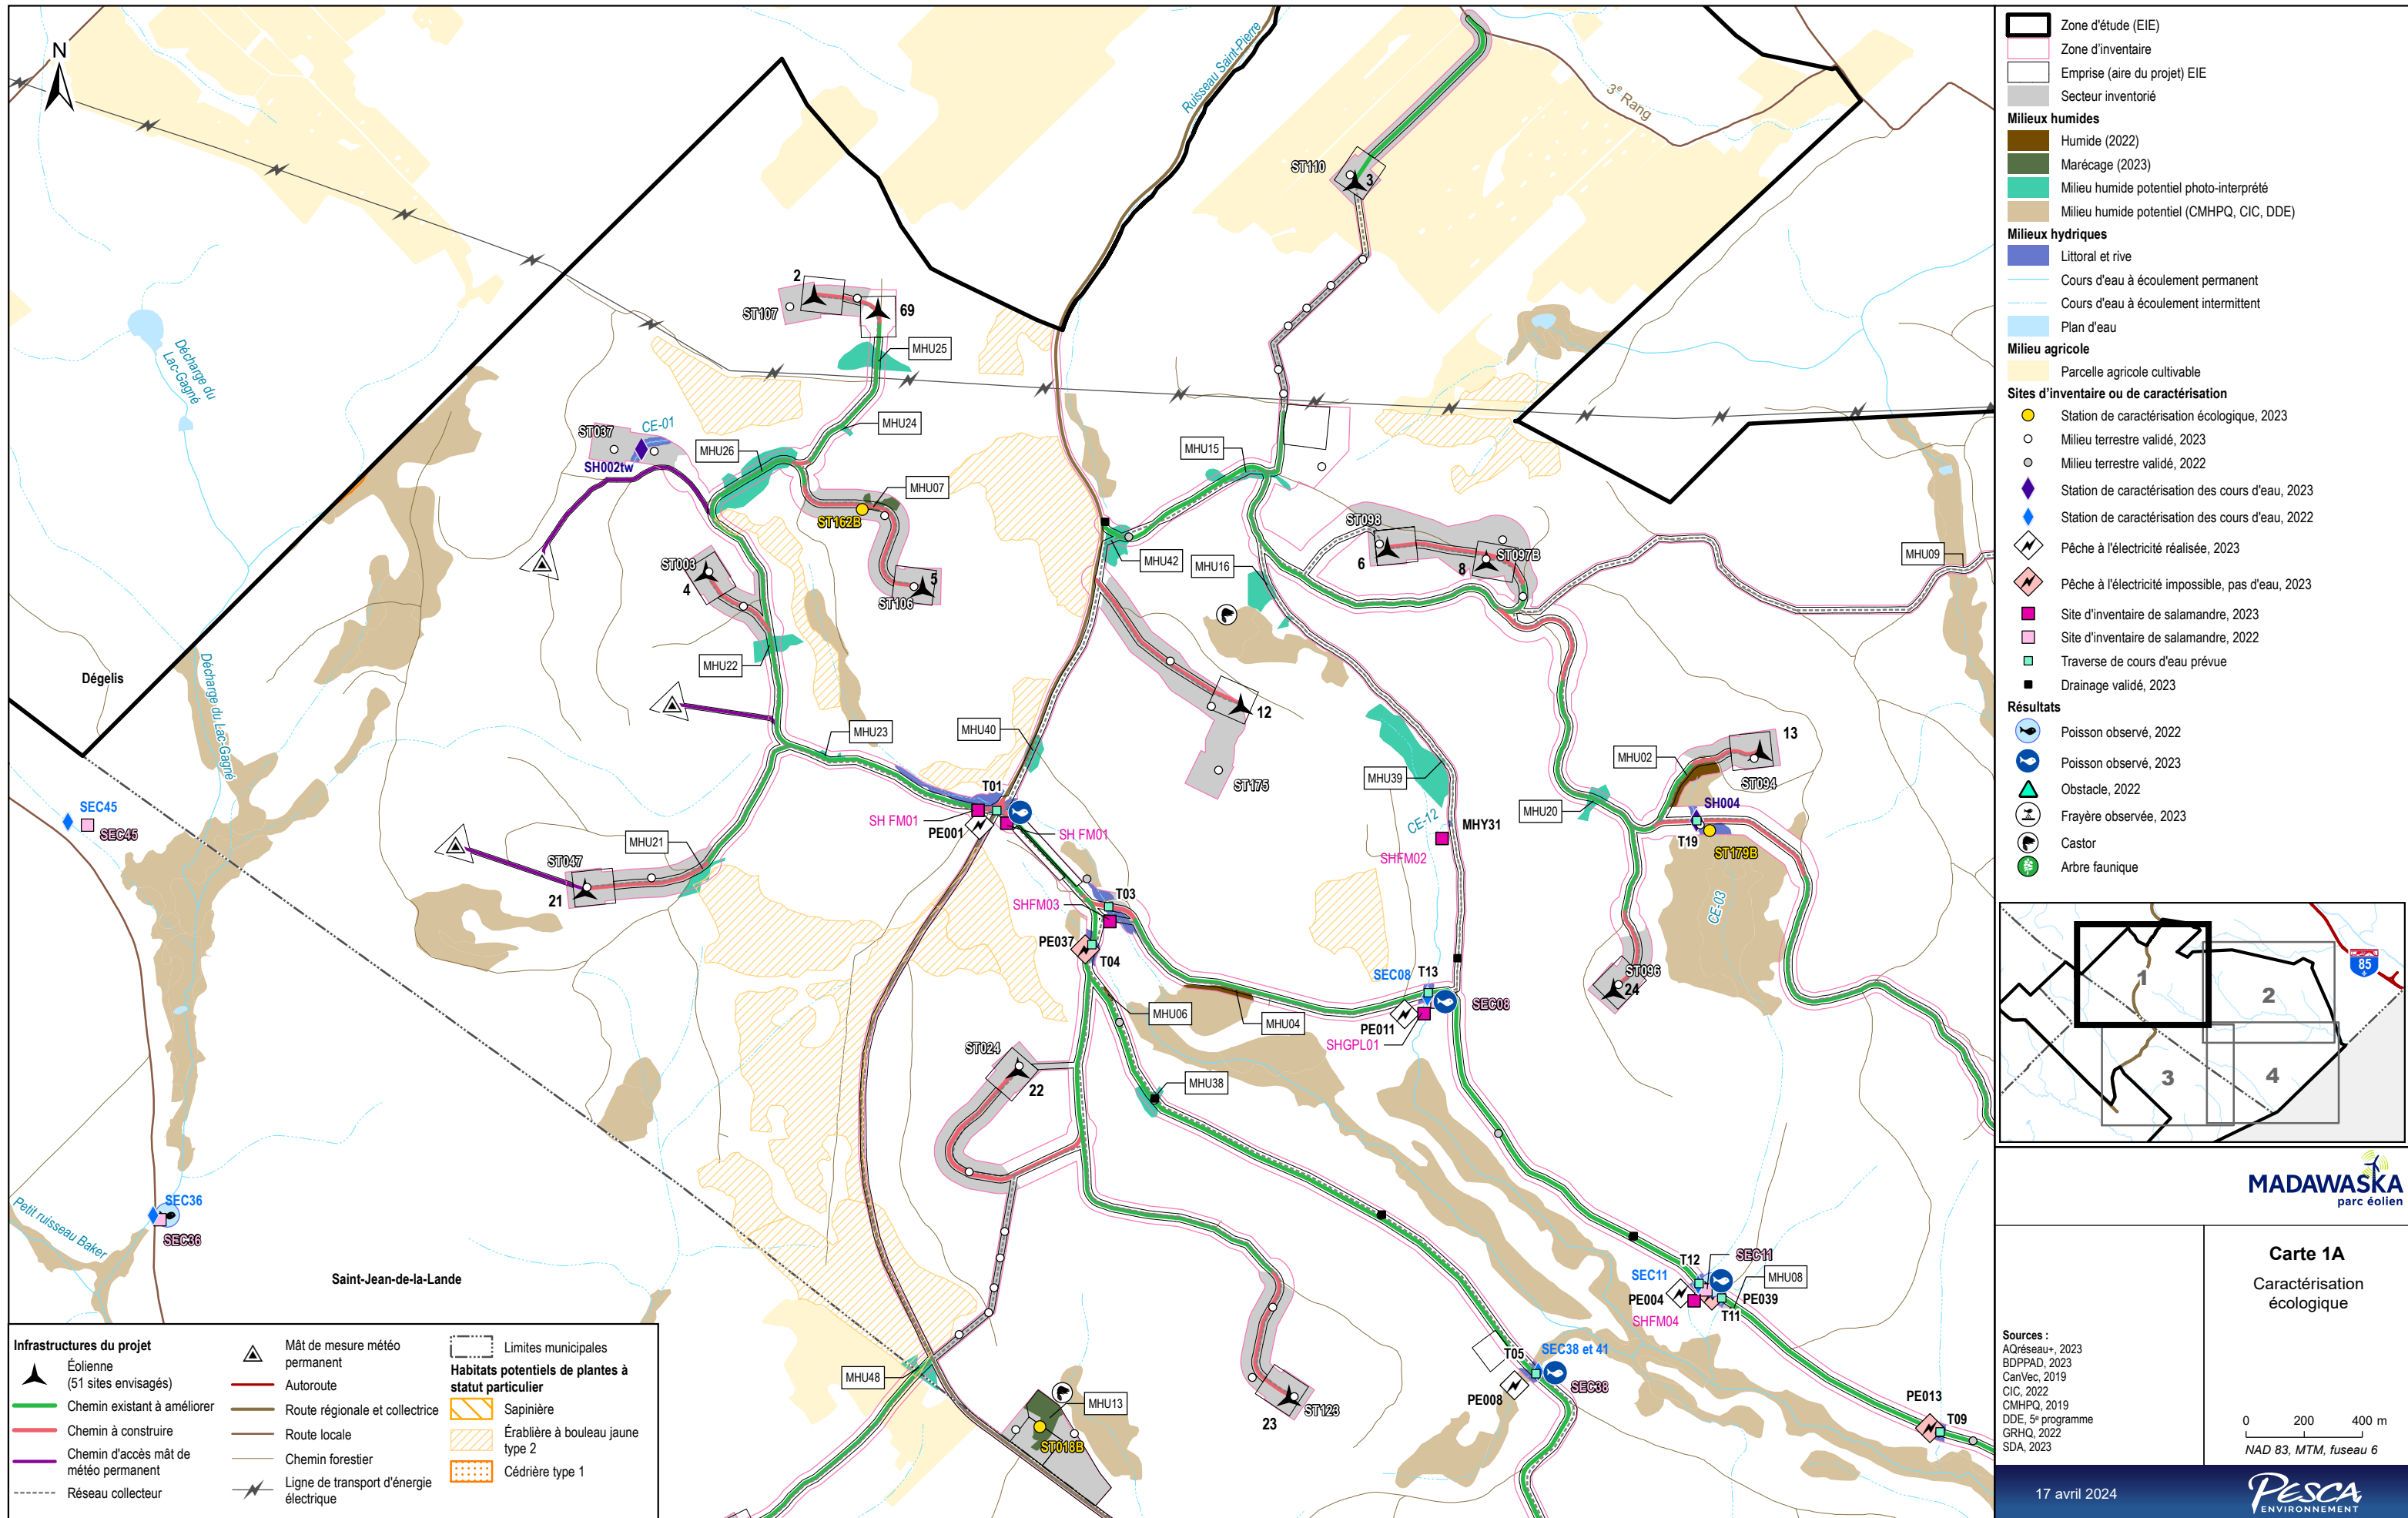 N
Ruisseau Saint-Pierre
3e Rang
Décharge du
Lac-Gagné
ST110
3
2
69
ST107
MHU25
MHU24
ST037
CE-01
SH002tw
MHU26
MHU07
ST162B
ST003
4
5
ST106
MHU15
MHU42
MHU16
ST098
6
8
ST097B
MHU09
Dégelis
Décharge du Lac-Gagné
MHU22
MHU23
MHU40
12
ST175
MHU39
CE-12
MHY31
SHFM02
MHU20
MHU02
13
ST094
SH004
T19
ST179B
CE-03
SEC45
SEC45
T01
SH FM01
PE001
SH FM01
MHU21
ST047
21
T03
SHFM03
PE037
T04
SEC08
T13
SEC08
PE011
SHGPL01
ST096
24
MHU06
MHU04
ST024
22
MHU38
SEC36
SEC36
Petit ruisseau Baker
Saint-Jean-de-la-Lande
T12
SEC11
SEC11
MHU08
PE004
PE039
T11
SHFM04
T05
SEC38 et 41
SEC38
PE008
PE013
T09
MHU48
MHU13
ST018B
23
ST123
Infrastructures du projet
Éolienne
(51 sites envisagés)
Chemin existant à améliorer
Chemin à construire
Chemin d'accès mât de
météo permanent
Réseau collecteur
Mât de mesure météo
permanent
Autoroute
Route régionale et collectrice
Route locale
Chemin forestier
Ligne de transport d'énergie
électrique
Limites municipales
Habitats potentiels de plantes à
statut particulier
Sapinière
Érablière à bouleau jaune
type 2
Cédrière type 1
Zone d'étude (EIE)
Zone d'inventaire
Emprise (aire du projet) EIE
Secteur inventorié
Milieux humides
Humide (2022)
Marécage (2023)
Milieu humide potentiel photo-interprété
Milieu humide potentiel (CMHPQ, CIC, DDE)
Milieux hydriques
Littoral et rive
Cours d'eau à écoulement permanent
Cours d'eau à écoulement intermittent
Plan d'eau
Milieu agricole
Parcelle agricole cultivable
Sites d'inventaire ou de caractérisation
Station de caractérisation écologique, 2023
Milieu terrestre validé, 2023
Milieu terrestre validé, 2022
Station de caractérisation des cours d'eau, 2023
Station de caractérisation des cours d'eau, 2022
Pêche à l'électricité réalisée, 2023
Pêche à l'électricité impossible, pas d'eau, 2023
Site d'inventaire de salamandre, 2023
Site d'inventaire de salamandre, 2022
Traverse de cours d'eau prévue
Drainage validé, 2023
Résultats
Poisson observé, 2022
Poisson observé, 2023
Obstacle, 2022
Frayère observée, 2023
Castor
Arbre faunique
1
2
3
4
85
MADAWASKA
parc éolien
Carte 1A
Caractérisation
écologique
Sources :
AQréseau+, 2023
BDPPAD, 2023
CanVec, 2019
CIC, 2022
CMHPQ, 2019
DDE, 5e programme
GRHQ, 2022
SDA, 2023
0 200 400 m
NAD 83, MTM, fuseau 6
17 avril 2024
PESCA
ENVIRONNEMENT